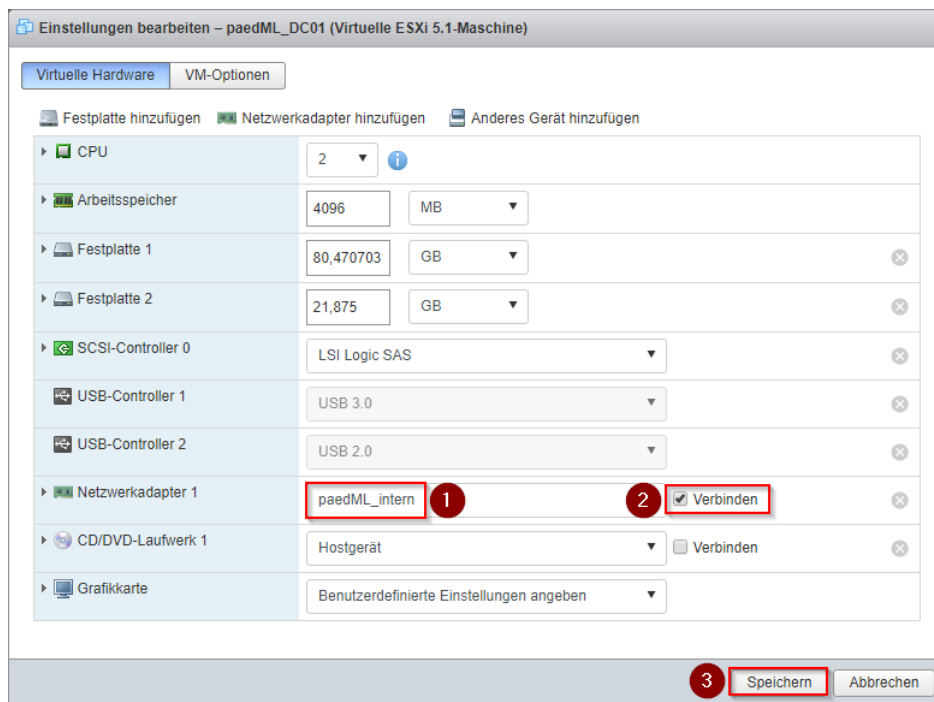 Einstellungen bearbeiten – paedML_DC01 (Virtuelle ESXi 5.1-Maschine)
Virtuelle Hardware VM-Optionen
Festplatte hinzufügen Netzwerkadapter hinzufügen Anderes Gerät hinzufügen
CPU 2
Arbeitsspeicher 4096 MB
Festplatte 1 80,470703 GB
Festplatte 2 21,875 GB
SCSI-Controller 0 LSI Logic SAS
USB-Controller 1 USB 3.0
USB-Controller 2 USB 2.0
Netzwerkadapter 1 paedML_intern 1 2 Verbinden
CD/DVD-Laufwerk 1 Hostgerät Verbinden
Grafikkarte Benutzerdefinierte Einstellungen angeben
3 Speichern Abbrechen